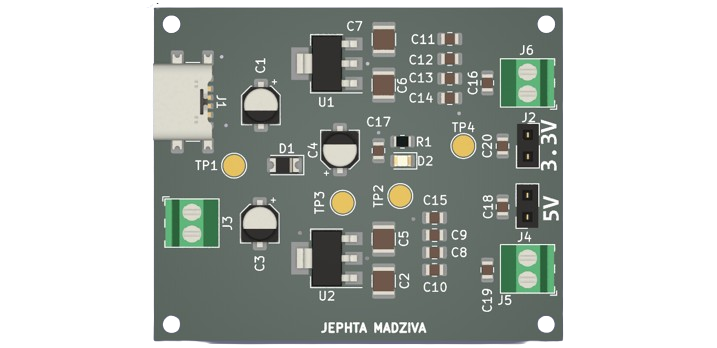 C7
C1
C11
J6
C12
C13
C6
C16
C14
J1
U1
J2
C17
TP4
3.3V
R1
C20
D1
C4
D2
TP1
TP3
TP2
C15
C18
5V
J3
C5
C9
J4
C3
C8
C2
C10
U2
C19
J5
JEPHTA MADZIVA